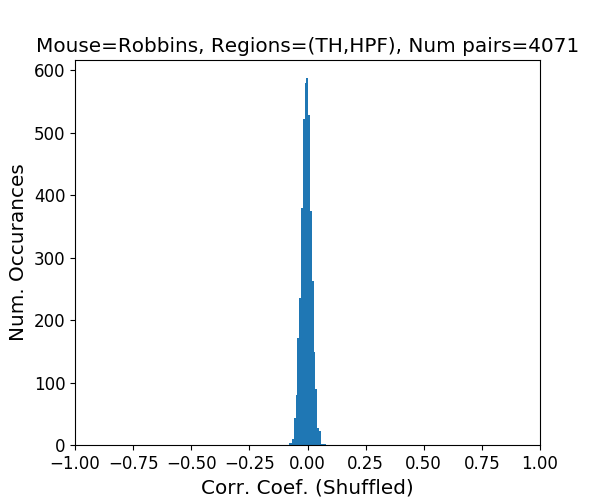 Mouse=Robbins, Regions=(TH,HPF), Num pairs=4071
600
500
400
300
200
100
0
Num. Occurances
−1.00 −0.75 −0.50 −0.25 0.00 0.25 0.50 0.75 1.00
Corr. Coef. (Shuffled)